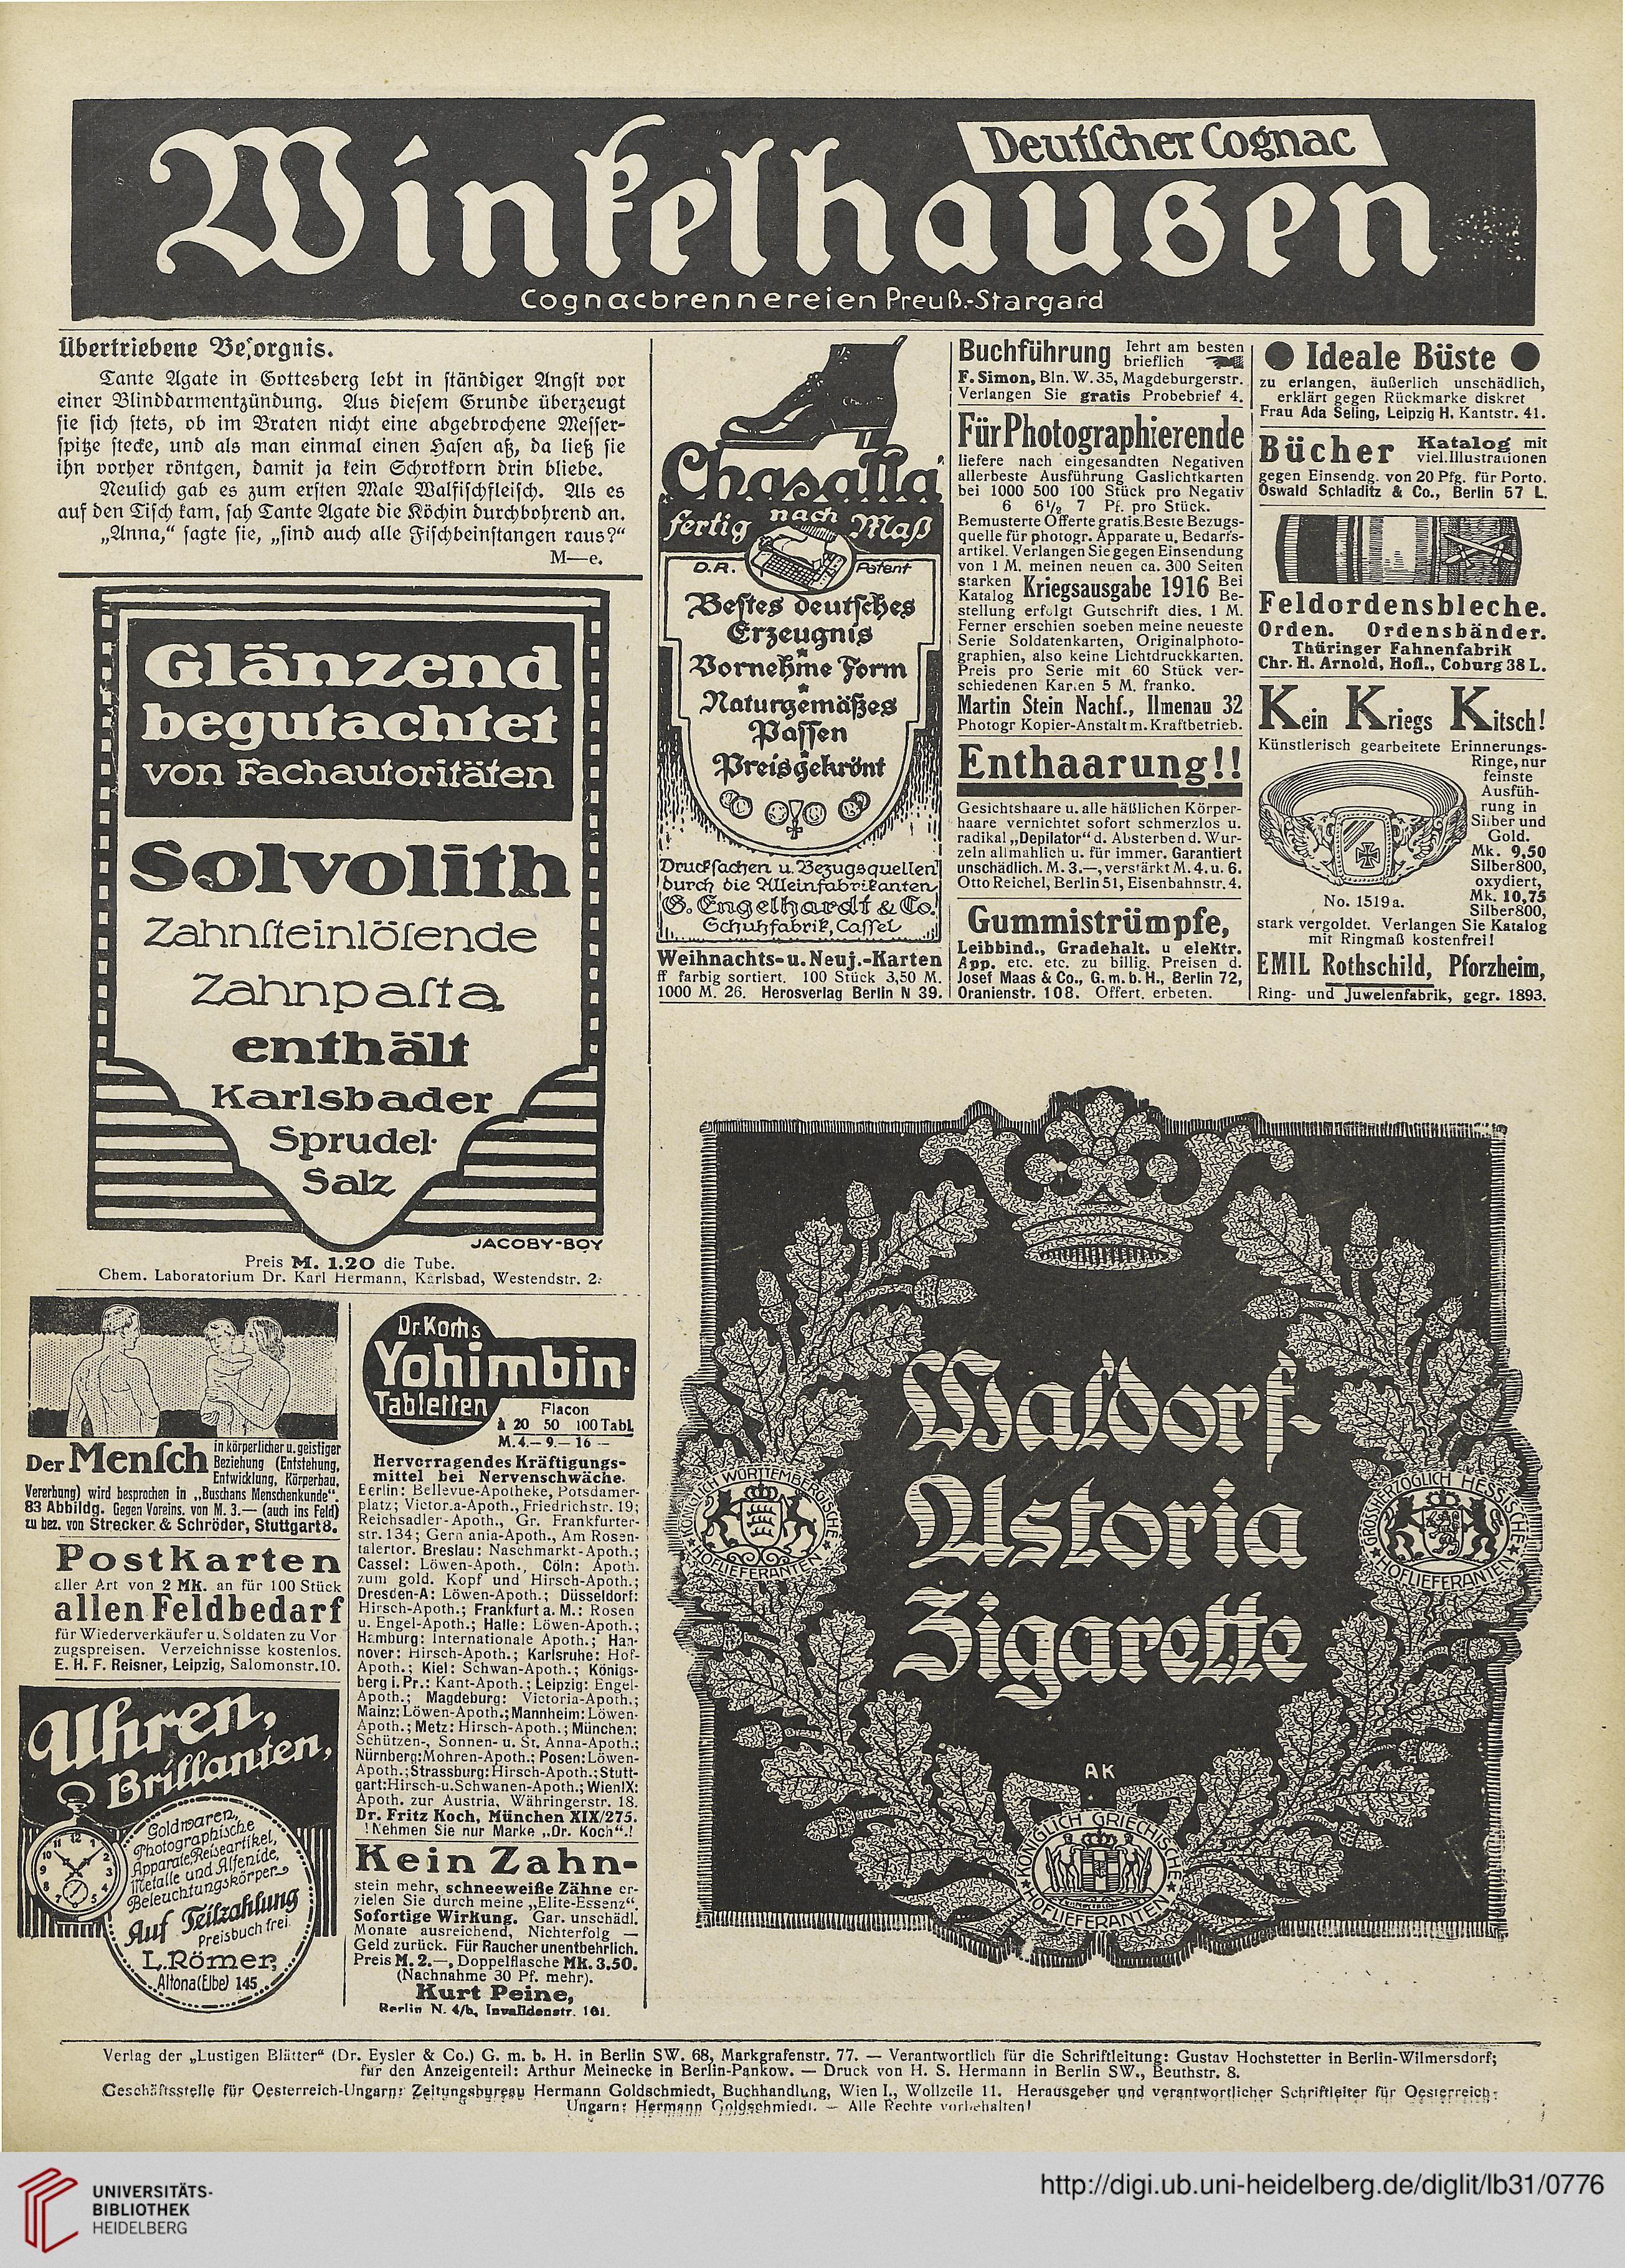 Deutscher Cognac
Winkelhausen
Cognacbrennereien Preuß.-Stargard
Übertriebene Besorgnis.
Tante Agate in Gottesberg lebt in ständiger Angst vor
einer Blinddarmentzündung. Aus diesem Grunde überzeugt
sie sich stets, ob im Braten nicht eine abgebrochene Messer-
spitze stecke, und als man einmal einen Hasen aß, da ließ sie
ihn vorher röntgen, damit ja kein Schrotkorn drin bliebe.
Neulich gab es zum ersten Male Walfischfleisch. Als es
auf den Tisch kam, sah Tante Agate die Köchin durchbohrend an.
„Anna,“ sagte sie, „sind auch alle Fischbeinstangen raus?“
M—e.
Glänzend
begutachtet
von Fachautoritäten
Solvolith
Zahnsteinlösende
Zahnpasta
enthält
Karlsbader
Sprudel-
Salz
JACOBY-BOY
Preis M. 1.20 die Tube.
Chem. Laboratorium Dr. Karl Hermann, Karlsbad, Westendstr. 2.
Der Mensch in körperlicher u. geistiger
Beziehung (Entstehung,
Entwicklung, Körperbau,
Vererbung) wird besprochen in „Buschans Menschenkunde“.
83 Abbildg. Gegen Voreins. von M. 3.— (auch ins Feld)
zu bez. von Strecker & Schröder, Stuttgart 8.
Postkarten
aller Art von 2 Mk. an für 100 Stück
allen Feldbedarf
für Wiederverkäufer u. Soldaten zu Vor
zugspreisen. Verzeichnisse kostenlos.
E. H. F. Reisner, Leipzig, Salomonstr. 10.
Uhren,
Brillanten,
Goldwaren,
Photographische
Apparate, Reiseartikel,
Metalle und Alfenide,
Beleuchtungskörper
Auf Teilzahlung
Preisbuch frei.
L. Römer,
Altona (Elbe) 145
Dr. Kochs
Yohimbin-
Tabletten
Flacon
à 20 50 100 Tabl.
M. 4.— 9.— 16.—
Hervorragendes Kräftigungs-
mittel bei Nervenschwäche.
Berlin: Bellevue-Apotheke, Potsdamer-
platz; Victoria-Apoth., Friedrichstr. 19;
Reichsadler-Apoth., Gr. Frankfurter-
str. 134; Germania-Apoth., Am Rosen-
talertor. Breslau: Naschmarkt-Apoth.;
Cassel: Löwen-Apoth., Cöln: Apoth.
zum gold. Kopf und Hirsch-Apoth.;
Dresden-A: Löwen-Apoth.; Düsseldorf:
Hirsch-Apoth.; Frankfurt a. M.: Rosen
u. Engel-Apoth.; Halle: Löwen-Apoth.;
Hamburg: Internationale Apoth.; Han-
nover: Hirsch-Apoth.; Karlsruhe: Hof-
Apoth.; Kiel: Schwan-Apoth.; Königs-
berg i. Pr.: Kant-Apoth.; Leipzig: Engel-
Apoth.; Magdeburg: Victoria-Apoth.;
Mainz: Löwen-Apoth.; Mannheim: Löwen-
Apoth.; Metz: Hirsch-Apoth.; München:
Schützen-, Sonnen- u. St. Anna-Apoth.;
Nürnberg: Mohren-Apoth.; Posen: Löwen-
Apoth.; Strassburg: Hirsch-Apoth.; Stutt-
gart: Hirsch-u. Schwanen-Apoth.; Wien IX:
Apoth. zur Austria, Währingerstr. 18.
Dr. Fritz Koch, München XIX/275.
! Nehmen Sie nur Marke „Dr. Koch“.!
Kein Zahn-
stein mehr, schneeweiße Zähne er-
zielen Sie durch meine „Elite-Essenz“.
Sofortige Wirkung. Gar. unschädl.
Monate ausreichend, Nichterfolg —
Geld zurück. Für Raucher unentbehrlich.
Preis M. 2.—, Doppelflasche Mk. 3.50.
(Nachnahme 30 Pf. mehr).
Kurt Peine,
Berlin N. 4/b, Invalidenstr. 161.
Chasalla
fertig nach Maß
D.R. Patent
Bestes deutsches
Erzeugnis
Vornehme Form
Naturgemäßes
Passen
Preisgekrönt
Drucksachen u. Bezugsquellen
durch die Alleinfabrikanten
G. Engelhardt & Co.
Schuhfabrik, Cassel
Weihnachts- u. Neuj.-Karten
ff farbig sortiert. 100 Stück 3,50 M.
1000 M. 26. Herosverlag Berlin N 39.
Buchführung lehrt am besten
brieflich
F. Simon, Bln. W. 35, Magdeburgerstr.
Verlangen Sie gratis Probebrief 4.
Für Photographierende
liefere nach eingesandten Negativen
allerbeste Ausführung Gaslichtkarten
bei 1000 500 100 Stück pro Negativ
6 6½ 7 Pf. pro Stück.
Bemusterte Offerte gratis. Beste Bezugs-
quelle für photogr. Apparate u. Bedarfs-
artikel. Verlangen Sie gegen Einsendung
von 1 M. meinen neuen ca. 300 Seiten
starken Katalog Kriegsausgabe 1916 Bei Be-
stellung erfolgt Gutschrift dies. 1 M.
Ferner erschien soeben meine neueste
Serie Soldatenkarten, Originalphoto-
graphien, also keine Lichtdruckkarten.
Preis pro Serie mit 60 Stück ver-
schiedenen Karten 5 M. franko.
Martin Stein Nachf., Ilmenau 32
Photogr Kopier-Anstalt m. Kraftbetrieb.
Enthaarung!!
Gesichtshaare u. alle häßlichen Körper-
haare vernichtet sofort schmerzlos u.
radikal „Depilator“ d. Absterben d. Wur-
zeln allmählich u. für immer. Garantiert
unschädlich. M. 3.—, verstärkt M. 4. u. 6.
Otto Reichel, Berlin 51, Eisenbahnstr. 4.
Gummistrümpfe,
Leibbind., Gradehalt. u elektr.
App. etc. etc. zu billig. Preisen d.
Josef Maas & Co., G. m. b. H., Berlin 72,
Oranienstr. 108. Offert. erbeten.
Ideale Büste
zu erlangen, äußerlich unschädlich,
erklärt gegen Rückmarke diskret
Frau Ada Seling, Leipzig H, Kantstr. 41.
Bücher Katalog mit
viel. Illustrationen
gegen Einsendg. von 20 Pfg. für Porto.
Oswald Schladitz & Co., Berlin 57 L.
Feldordensbleche.
Orden. Ordensbänder.
Thüringer Fahnenfabrik
Chr. H. Arnold, Hofl., Coburg 38 L.
Kein Kriegs Kitsch!
Künstlerisch gearbeitete Erinnerungs-
Ringe, nur
feinste
Ausfüh-
rung in
Silber und
Gold.
Mk. 9,50
Silber 800,
oxydiert,
Mk. 10,75
Silber 800,
No. 1519a.
stark vergoldet. Verlangen Sie Katalog
mit Ringmaß kostenfrei!
EMIL Rothschild, Pforzheim,
Ring- und Juwelenfabrik, gegr. 1893.
Waldorf-
Astoria
Zigarette
KÖNIGLICH WÜRTTEMBERGISCHE
HOFLIEFERANTEN
GROSSHERZOGLICH HESSISCHE
HOFLIEFERANTEN
AK
KÖNIGLICH GRIECHISCHE
HOFLIEFERANTEN
Verlag der „Lustigen Blätter“ (Dr. Eysler & Co.) G. m. b. H. in Berlin SW. 68, Markgrafenstr. 77. — Verantwortlich für die Schriftleitung: Gustav Hochstetter in Berlin-Wilmersdorf;
für den Anzeigenteil: Arthur Meinecke in Berlin-Pankow. — Druck von H. S. Hermann in Berlin SW., Beuthstr. 8.
Geschäftsstelle für Oesterreich-Ungarn: Zeitungsbureau Hermann Goldschmiedt, Buchhandlung, Wien I., Wollzeile 11. Herausgeber und verantwortlicher Schriftleiter für Oesterreich-
Ungarn: Hermann Goldschmiedt. — Alle Rechte vorbehalten!
UNIVERSITÄTS-
BIBLIOTHEK
HEIDELBERG
http://digi.ub.uni-heidelberg.de/diglit/lb31/0776